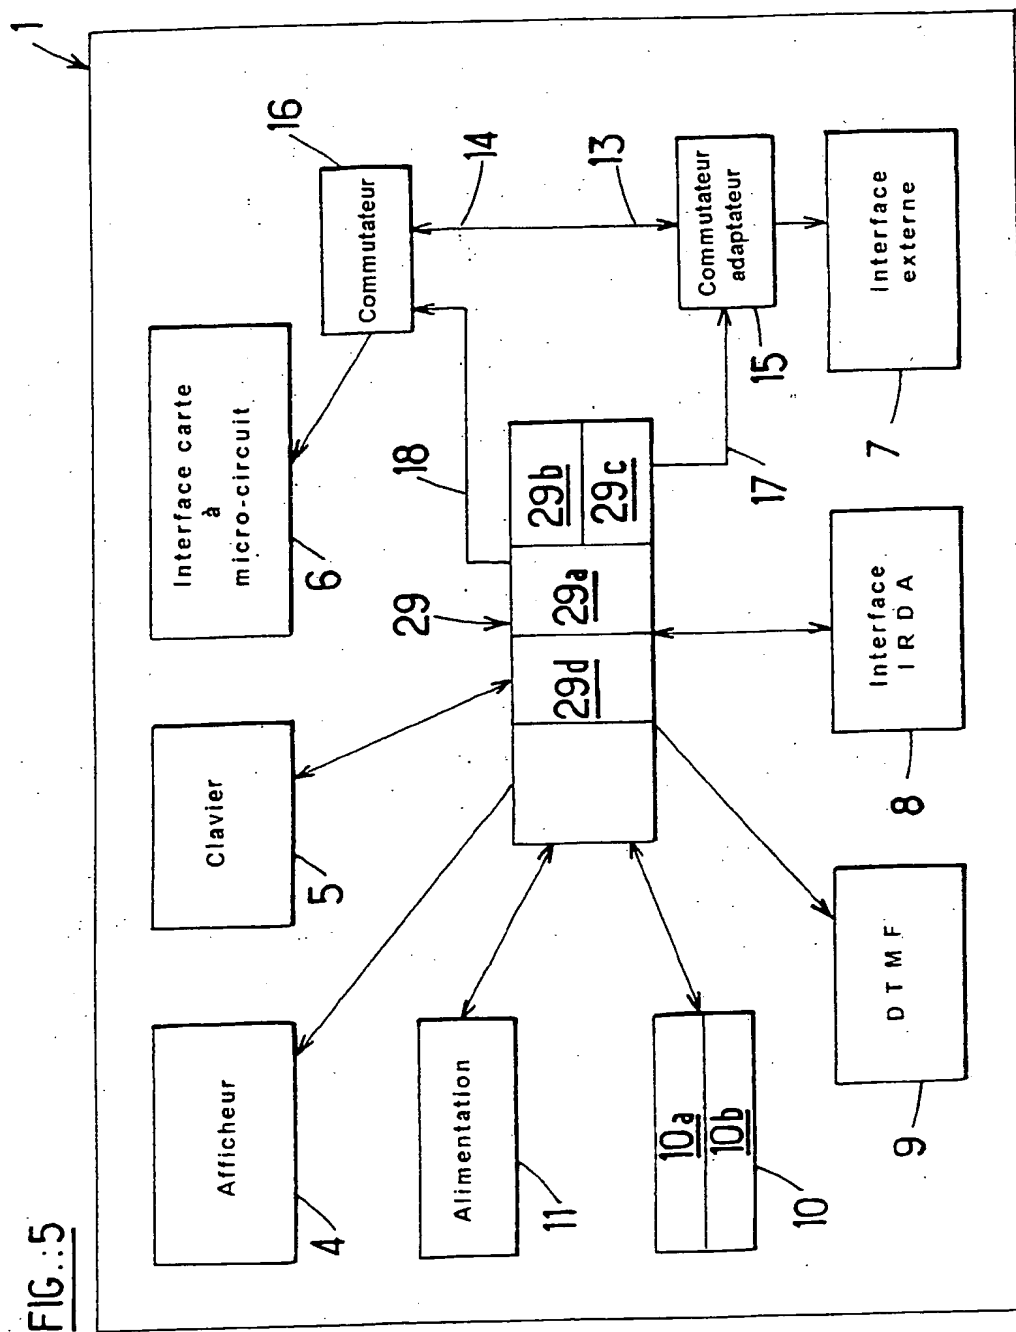 FIG.:5
1
Afficheur
4
Clavier
5
Interface carte
à
micro-circuit
6
Commutateur
16
14
13
18
Alimentation
11
29
29d
29a
29b
29c
10a
10b
10
17
Commutateur
adaptateur
15
DTMF
9
Interface
IRDA
8
Interface
externe
7